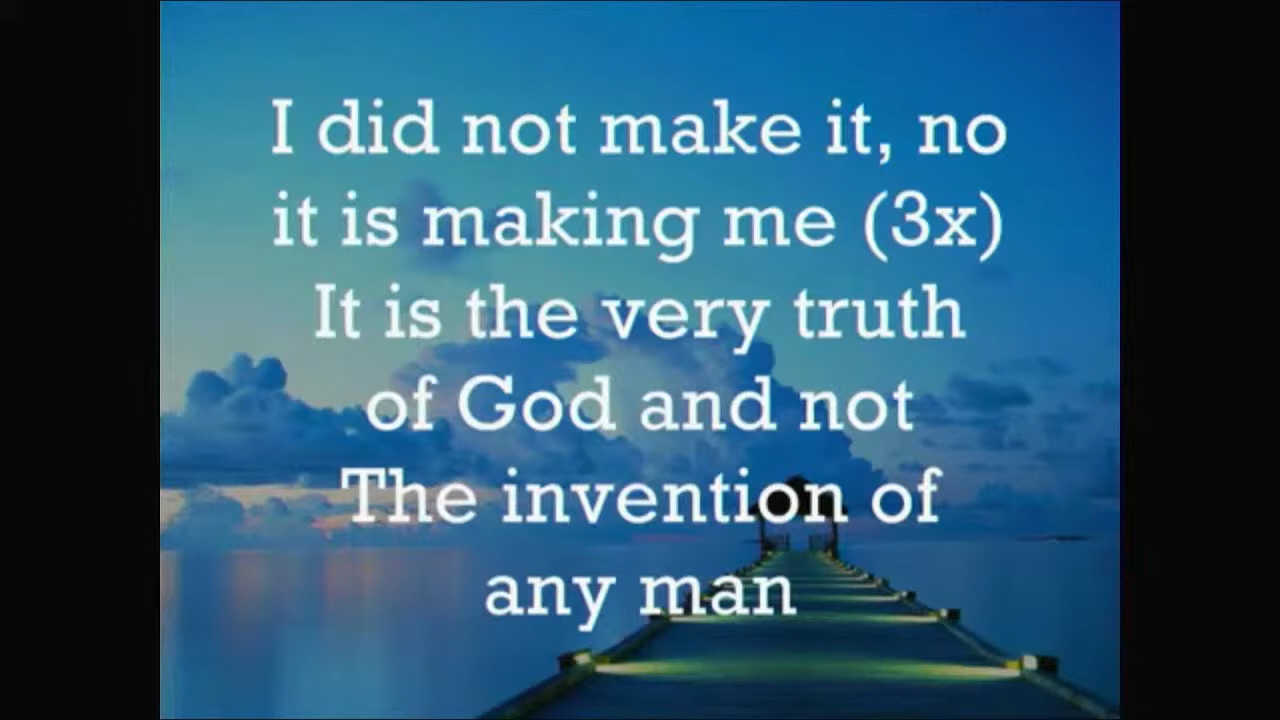 I did not make it, no
it is making me (3x)
It is the very truth
of God and not
The invention of
any man